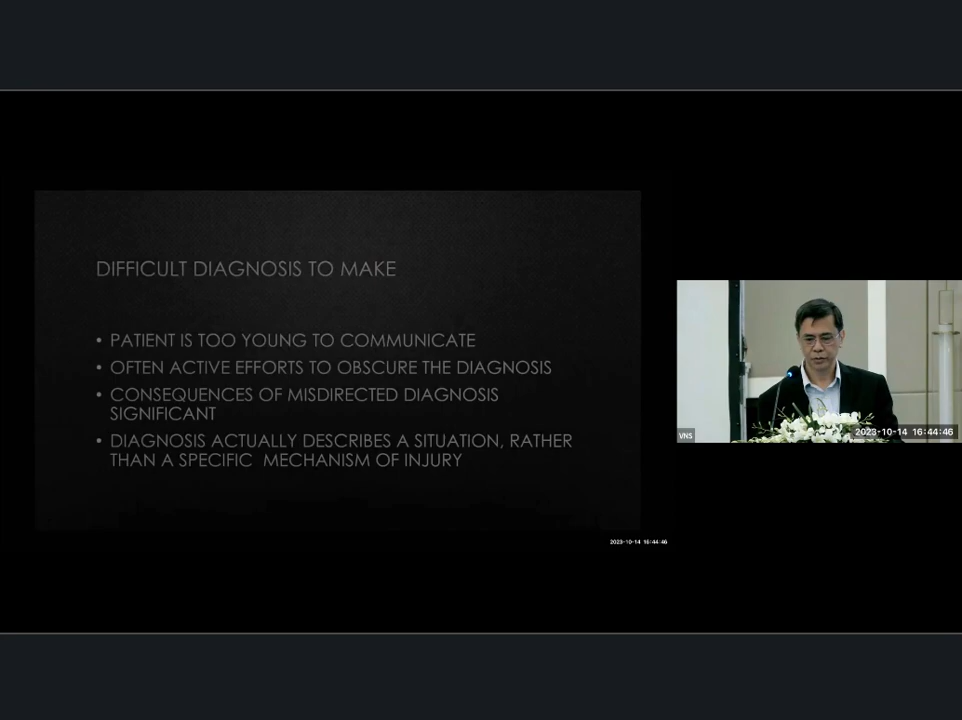 DIFFICULT DIAGNOSIS TO MAKE
• PATIENT IS TOO YOUNG TO COMMUNICATE
• OFTEN ACTIVE EFFORTS TO OBSCURE THE DIAGNOSIS
• CONSEQUENCES OF MISDIRECTED DIAGNOSIS
SIGNIFICANT
• DIAGNOSIS ACTUALLY DESCRIBES A SITUATION, RATHER
THAN A SPECIFIC MECHANISM OF INJURY
2023-10-14 16:44:46
VNS
2023-10-14 16:44:46